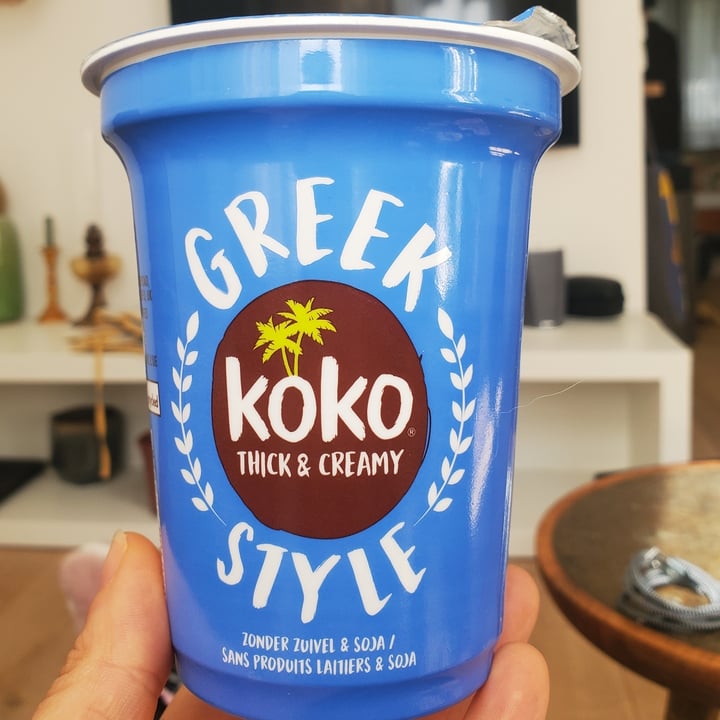 GREEK
koko®
THICK & CREAMY
STYLE
ZONDER ZUIVEL & SOJA /
SANS PRODUITS LAITIERS & SOJA